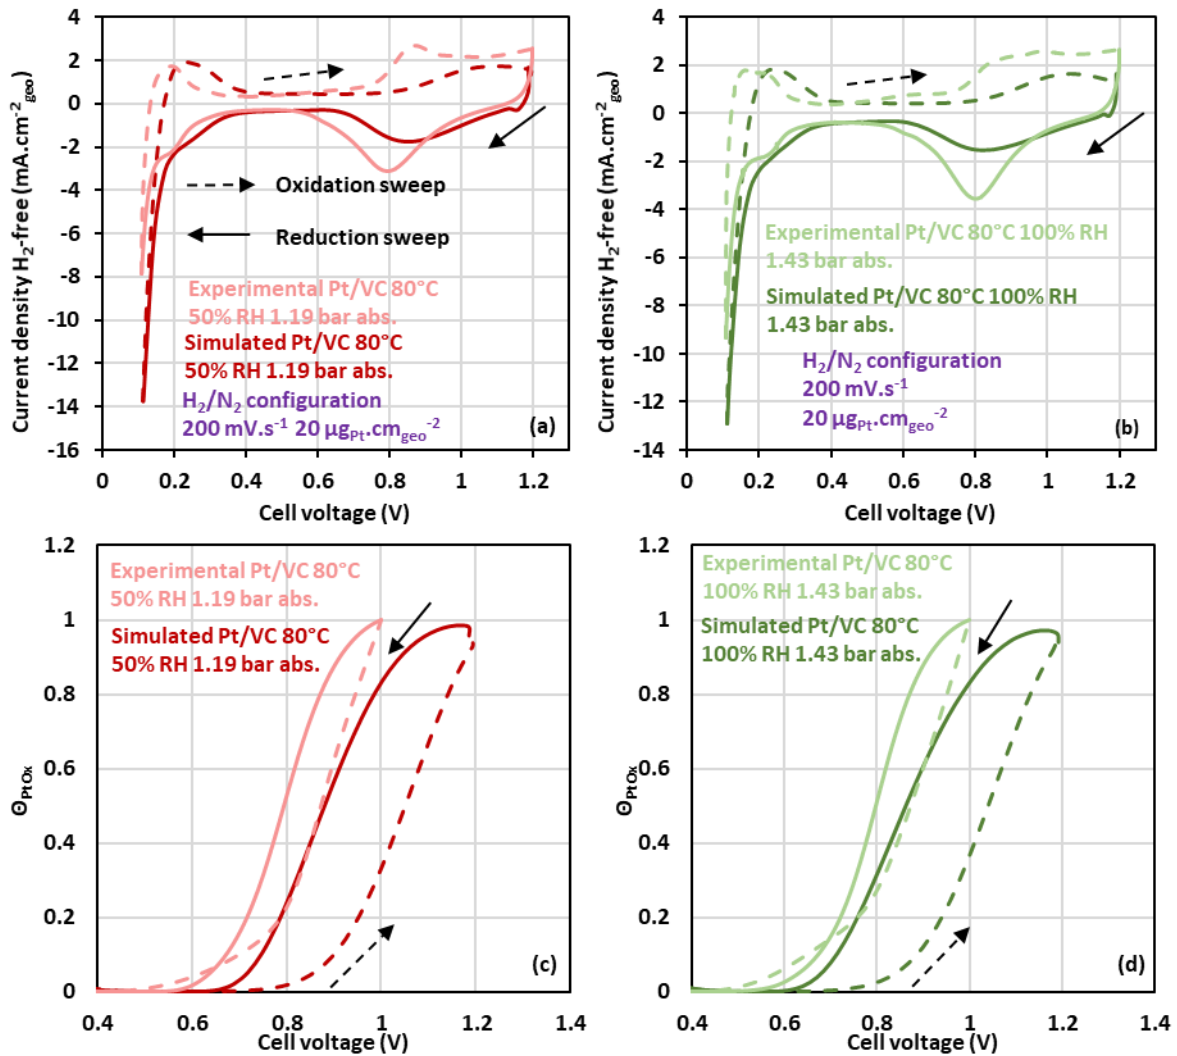 4
2
0
-2
-4
-6
-8
-10
-12
-14
-16
Current density H2-free (mA.cm-2geo)
Oxidation sweep
Reduction sweep
Experimental Pt/VC 80°C
50% RH 1.19 bar abs.
Simulated Pt/VC 80°C
50% RH 1.19 bar abs.
H2/N2 configuration
200 mV.s-1 20 µgPt.cmgeo-2
(a)
0 0.2 0.4 0.6 0.8 1 1.2
Cell voltage (V)
4
2
0
-2
-4
-6
-8
-10
-12
-14
Current density H2-free (mA.cm-2geo)
Experimental Pt/VC 80°C 100% RH
1.43 bar abs.
Simulated Pt/VC 80°C 100% RH
1.43 bar abs.
H2/N2 configuration
200 mV.s-1
20 µgPt.cmgeo-2
(b)
0 0.2 0.4 0.6 0.8 1 1.2
Cell voltage (V)
1.2
1
0.8
0.6
0.4
0.2
0
ΘPtOx
Experimental Pt/VC 80°C
50% RH 1.19 bar abs.
Simulated Pt/VC 80°C
50% RH 1.19 bar abs.
(c)
0.4 0.6 0.8 1 1.2 1.4
Cell voltage (V)
1.2
1
0.8
0.6
0.4
0.2
0
ΘPtOx
Experimental Pt/VC 80°C
100% RH 1.43 bar abs.
Simulated Pt/VC 80°C
100% RH 1.43 bar abs.
(d)
0.4 0.6 0.8 1 1.2 1.4
Cell voltage (V)